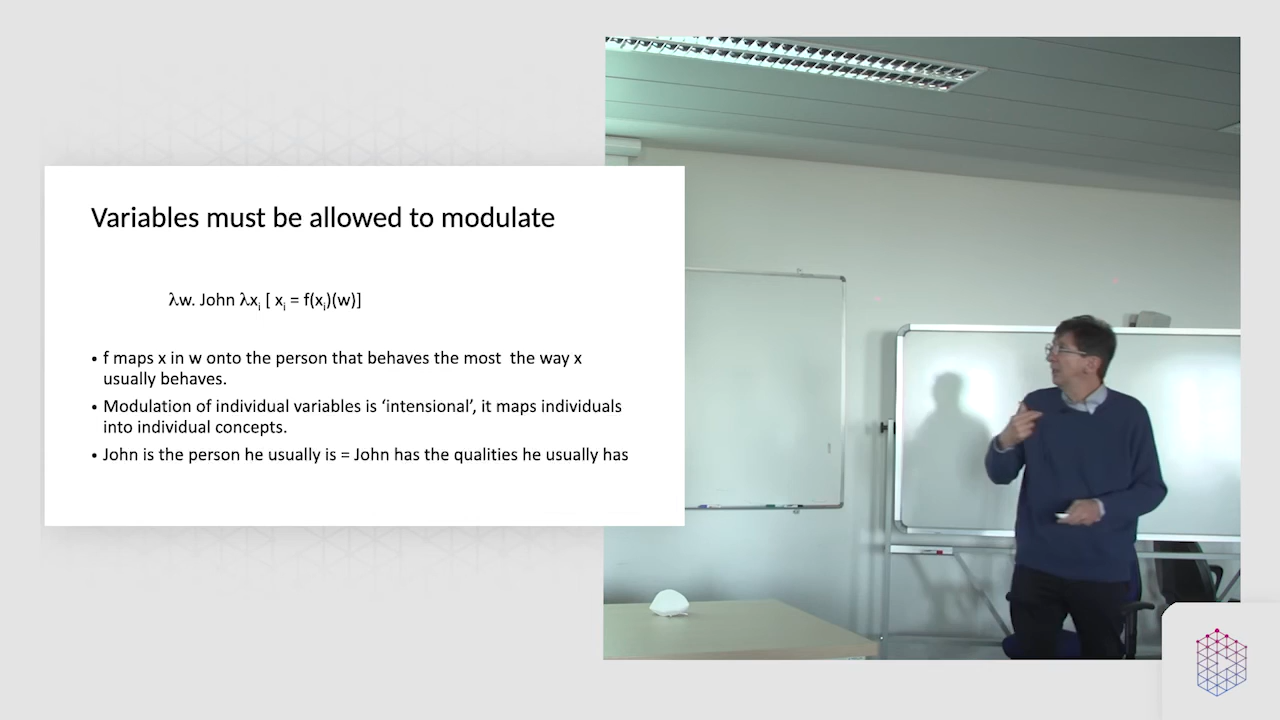 Variables must be allowed to modulate
λw. John λxᵢ [ xᵢ = f(xᵢ)(w)]
• f maps x in w onto the person that behaves the most the way x
usually behaves.
• Modulation of individual variables is ‘intensional’, it maps individuals
into individual concepts.
• John is the person he usually is = John has the qualities he usually has